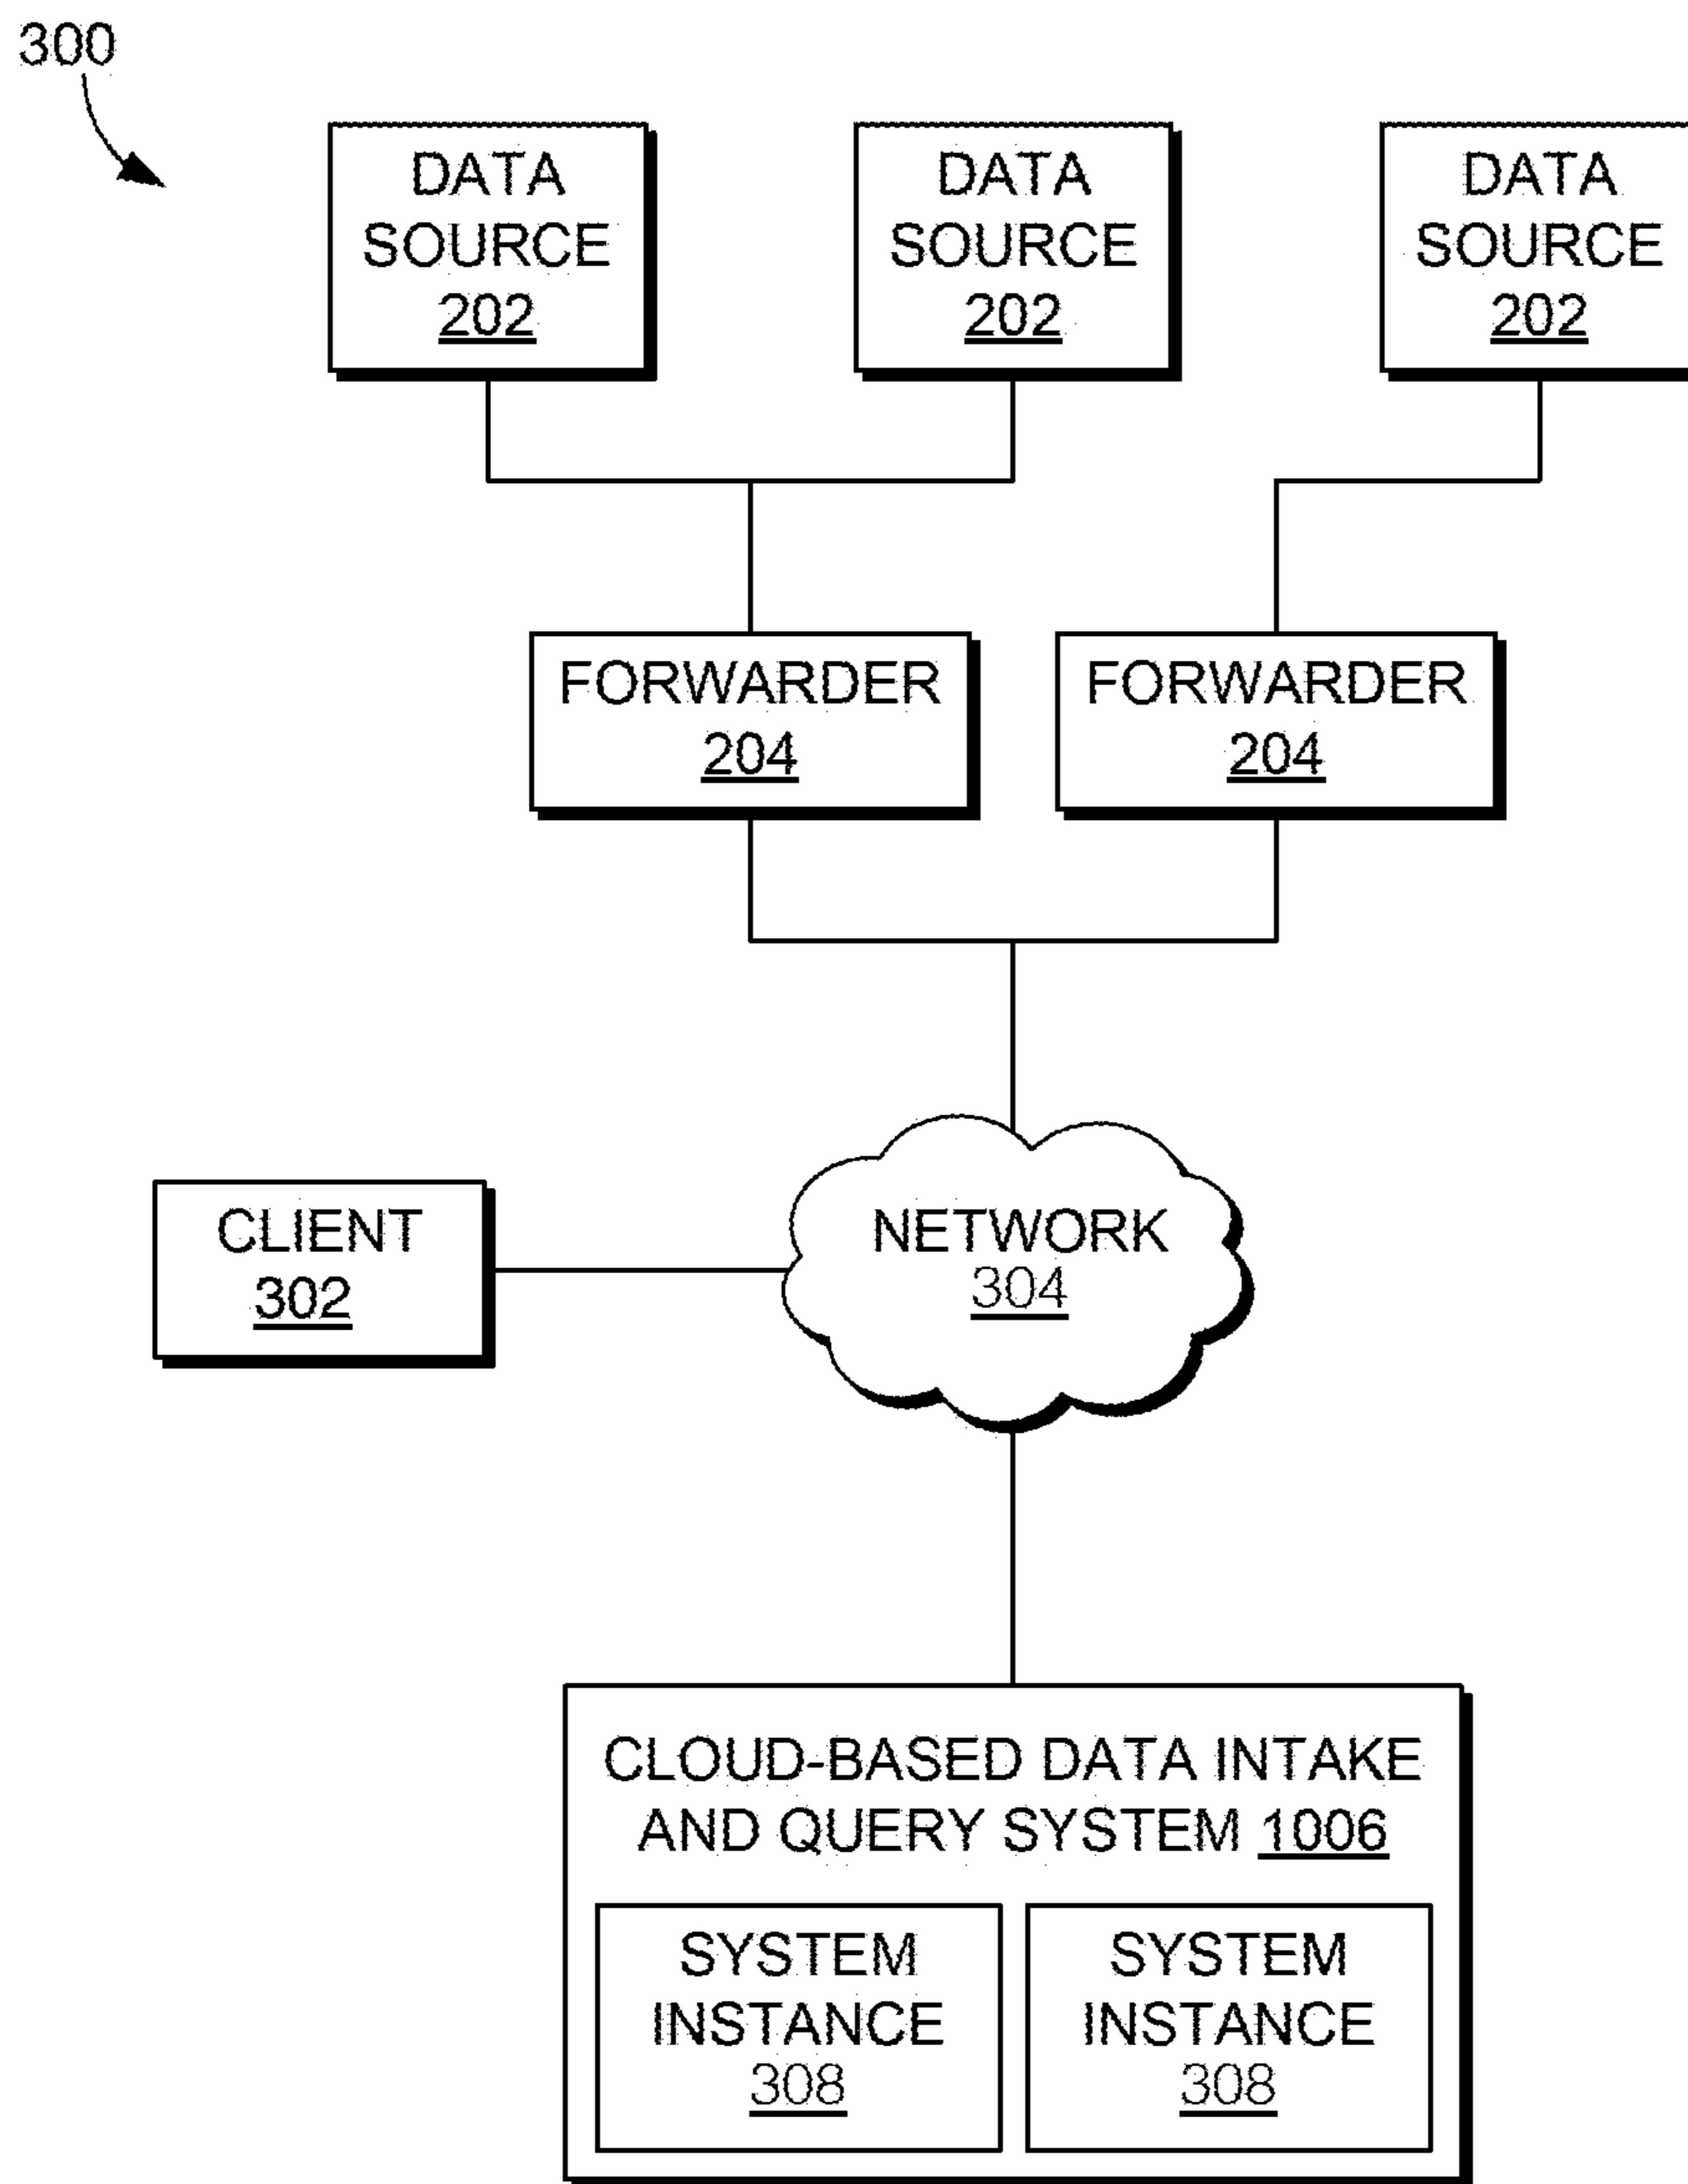 300
DATA
SOURCE
202
DATA
SOURCE
202
DATA
SOURCE
202
FORWARDER
204
FORWARDER
204
CLIENT
302
NETWORK
304
CLOUD-BASED DATA INTAKE
AND QUERY SYSTEM 1006
SYSTEM
INSTANCE
308
SYSTEM
INSTANCE
308